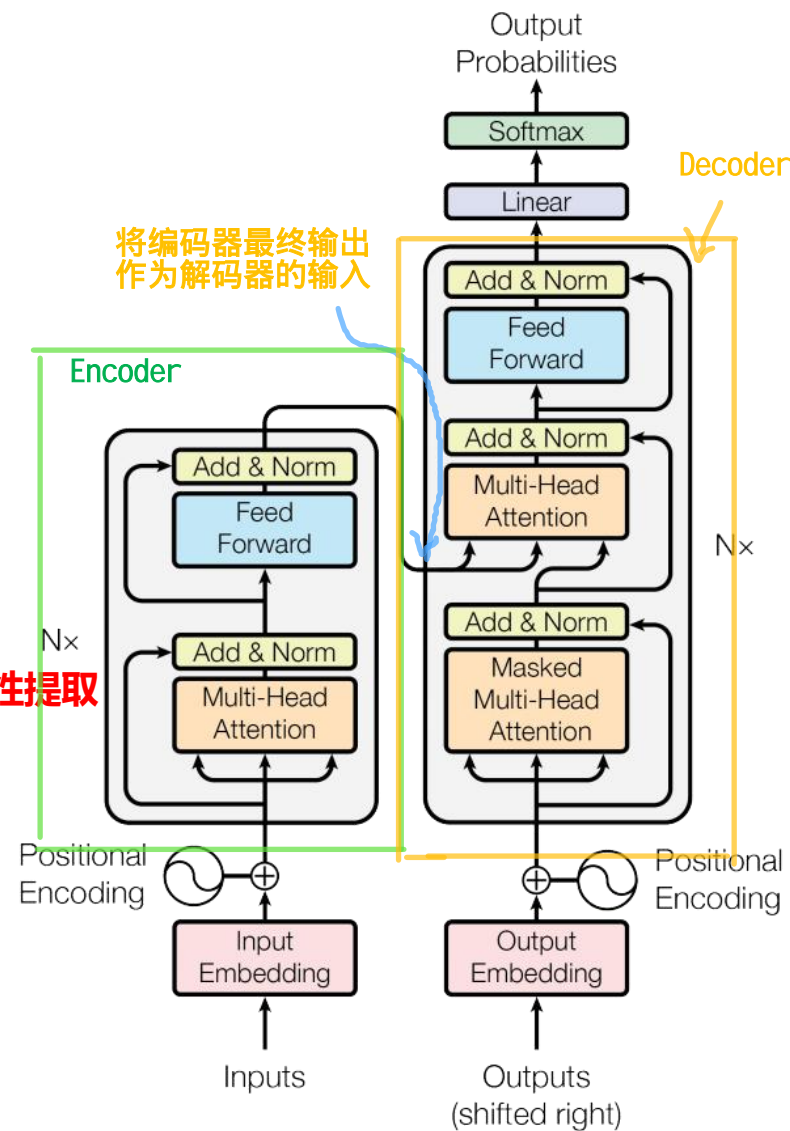 Output
Probabilities
Softmax
Linear
Decoder
将编码器最终输出
作为解码器的输入
Add & Norm
Feed
Forward
Add & Norm
Multi-Head
Attention
N×
Add & Norm
Masked
Multi-Head
Attention
Encoder
Add & Norm
Feed
Forward
N×
Add & Norm
Multi-Head
Attention
性提取
Positional
Encoding
Positional
Encoding
Input
Embedding
Output
Embedding
Inputs
Outputs
(shifted right)